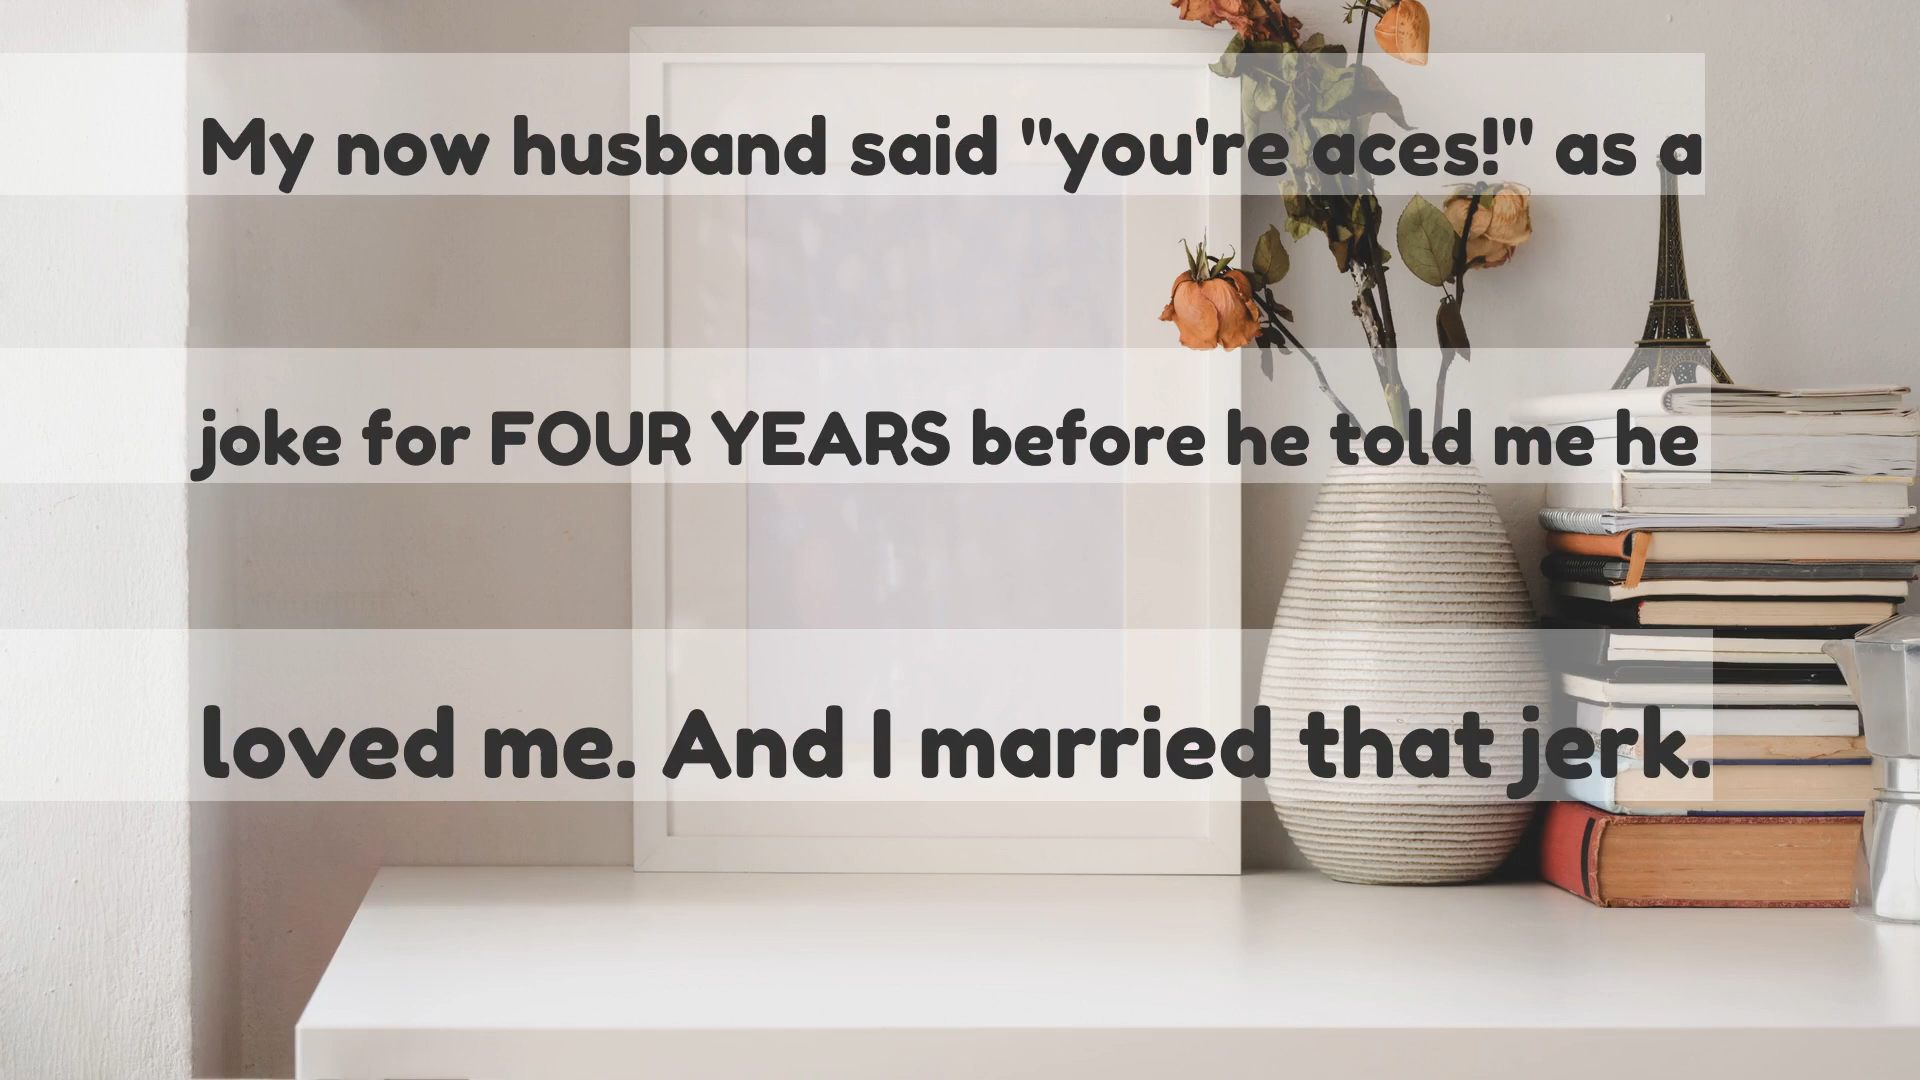 My now husband said "you're aces!" as a
joke for FOUR YEARS before he told me he
loved me. And I married that jerk.